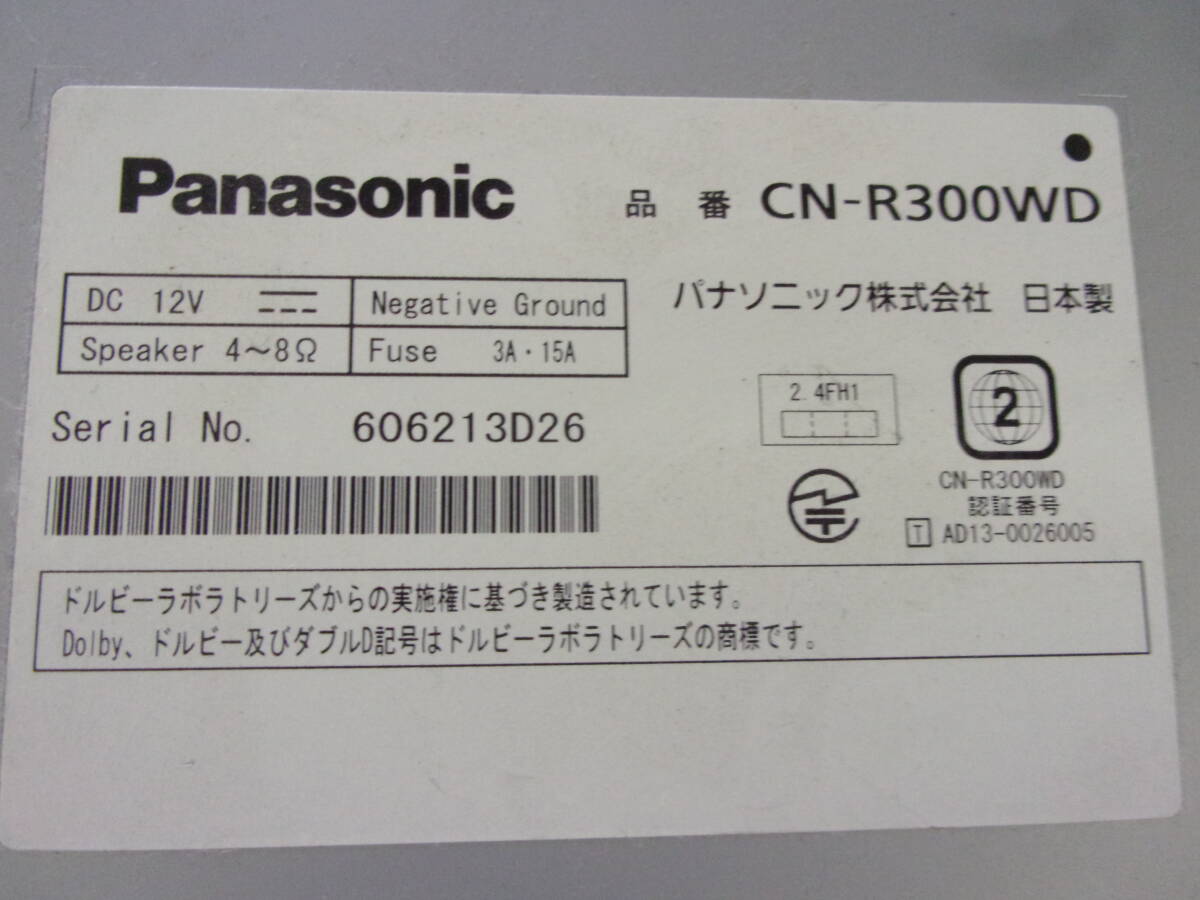 Panasonic 品 番 CN-R300WD
DC 12V Negative Ground
Speaker 4～8Ω Fuse 3A・15A
パナソニック株式会社 日本製
Serial No. 606213D26
2.4FH1
2
CN-R300WD
認証番号
T AD13-0026005
ドルビーラボラトリーズからの実施権に基づき製造されています。
Dolby、ドルビー及びダブルD記号はドルビーラボラトリーズの商標です。